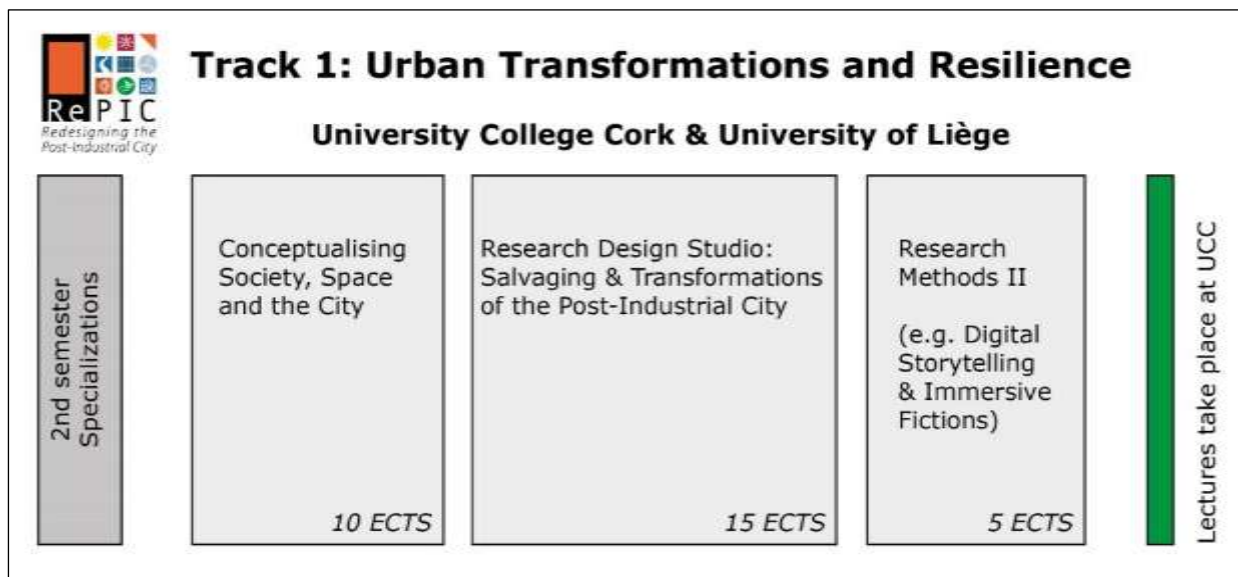 RePIC
Redesigning the
Post-Industrial City
Track 1: Urban Transformations and Resilience
University College Cork & University of Liège
2nd semester
Specializations
Conceptualising
Society, Space
and the City
10 ECTS
Research Design Studio:
Salvaging & Transformations
of the Post-Industrial City
15 ECTS
Research
Methods II
(e.g. Digital
Storytelling
& Immersive
Fictions)
5 ECTS
Lectures take place at UCC